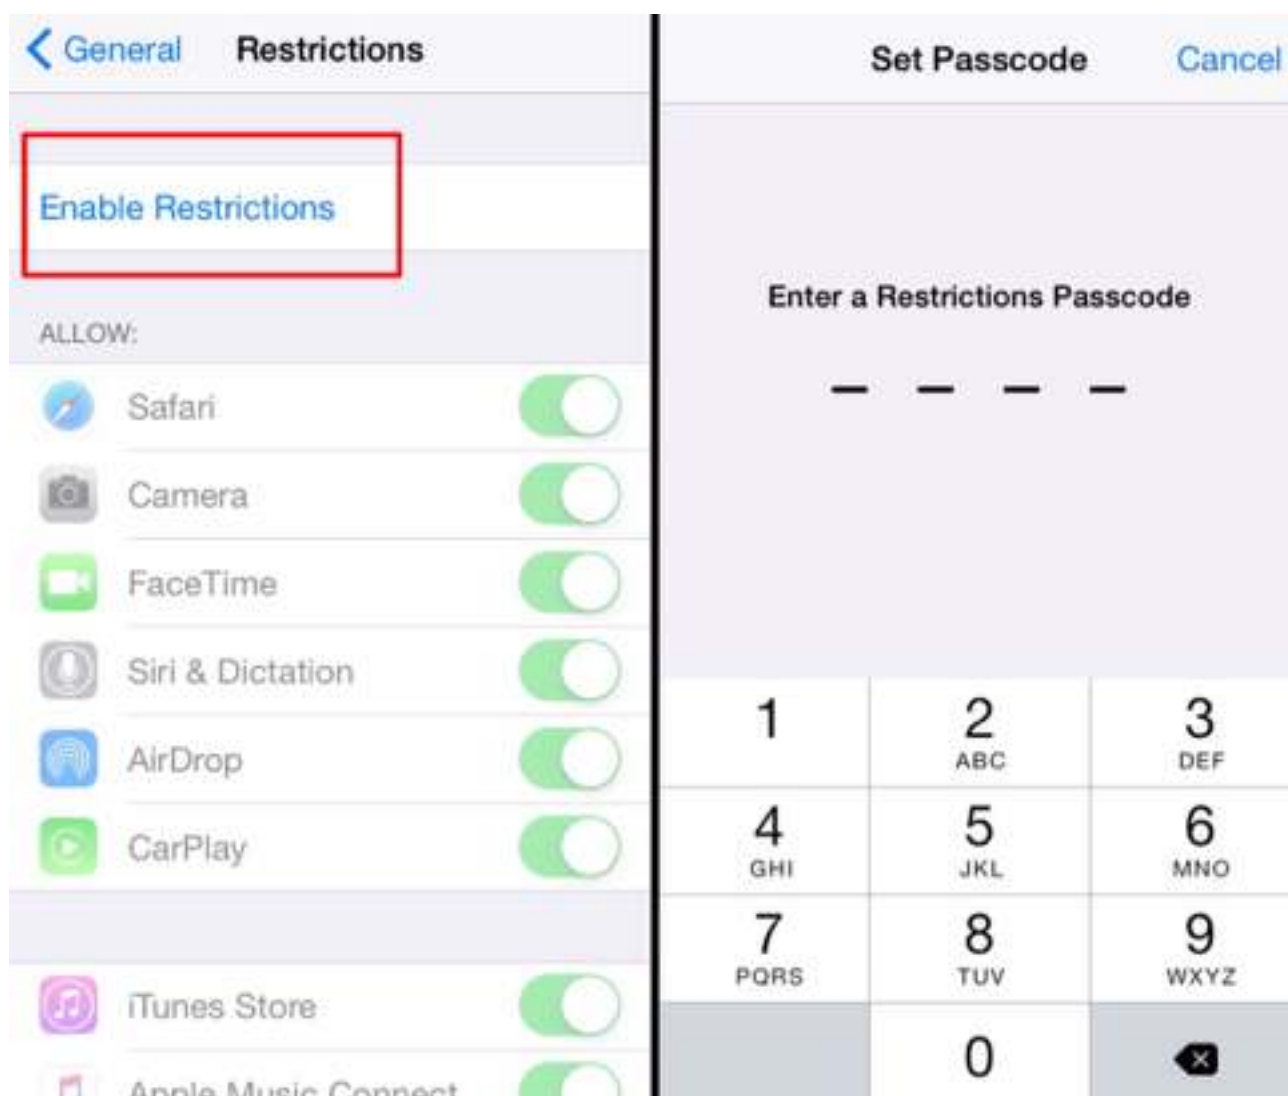 General
Restrictions
Enable Restrictions
ALLOW:
Safari
Camera
FaceTime
Siri & Dictation
AirDrop
CarPlay
iTunes Store
Apple Music Connect
Set Passcode
Cancel
Enter a Restrictions Passcode
1
2
3
ABC
DEF
4
5
6
GHI
JKL
MNO
7
8
9
PQRS
TUV
WXYZ
0